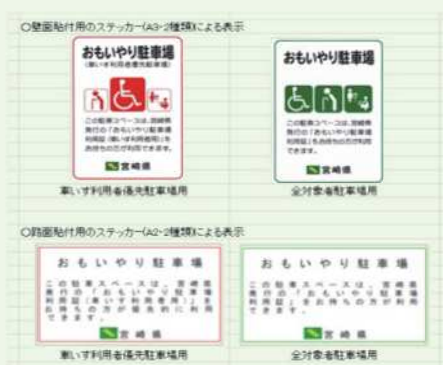 ○壁面貼付用のステッカー(A3・2種類)による表示
おもいやり駐車場
(車いす利用者優先駐車場)
この駐車スペースは、宮崎県
発行の「おもいやり駐車場
利用証(車いす利用者用)」を
お持ちの方が利用できます。
宮崎県
車いす利用者優先駐車場用
おもいやり駐車場
この駐車スペースは、宮崎県
発行の「おもいやり駐車場
利用証」をお持ちの方が利用
できます。
宮崎県
全対象者駐車場用
○路面貼付用のステッカー(A2・2種類)による表示
おもいやり駐車場
この駐車スペースは、宮崎県
発行の「おもいやり駐車場
利用証(車いす利用者用)」を
お持ちの方が優先的に利用
できます。
宮崎県
車いす利用者優先駐車場用
おもいやり駐車場
この駐車スペースは、宮崎県
発行の「おもいやり駐車場
利用証」をお持ちの方が利用
できます。
宮崎県
全対象者駐車場用